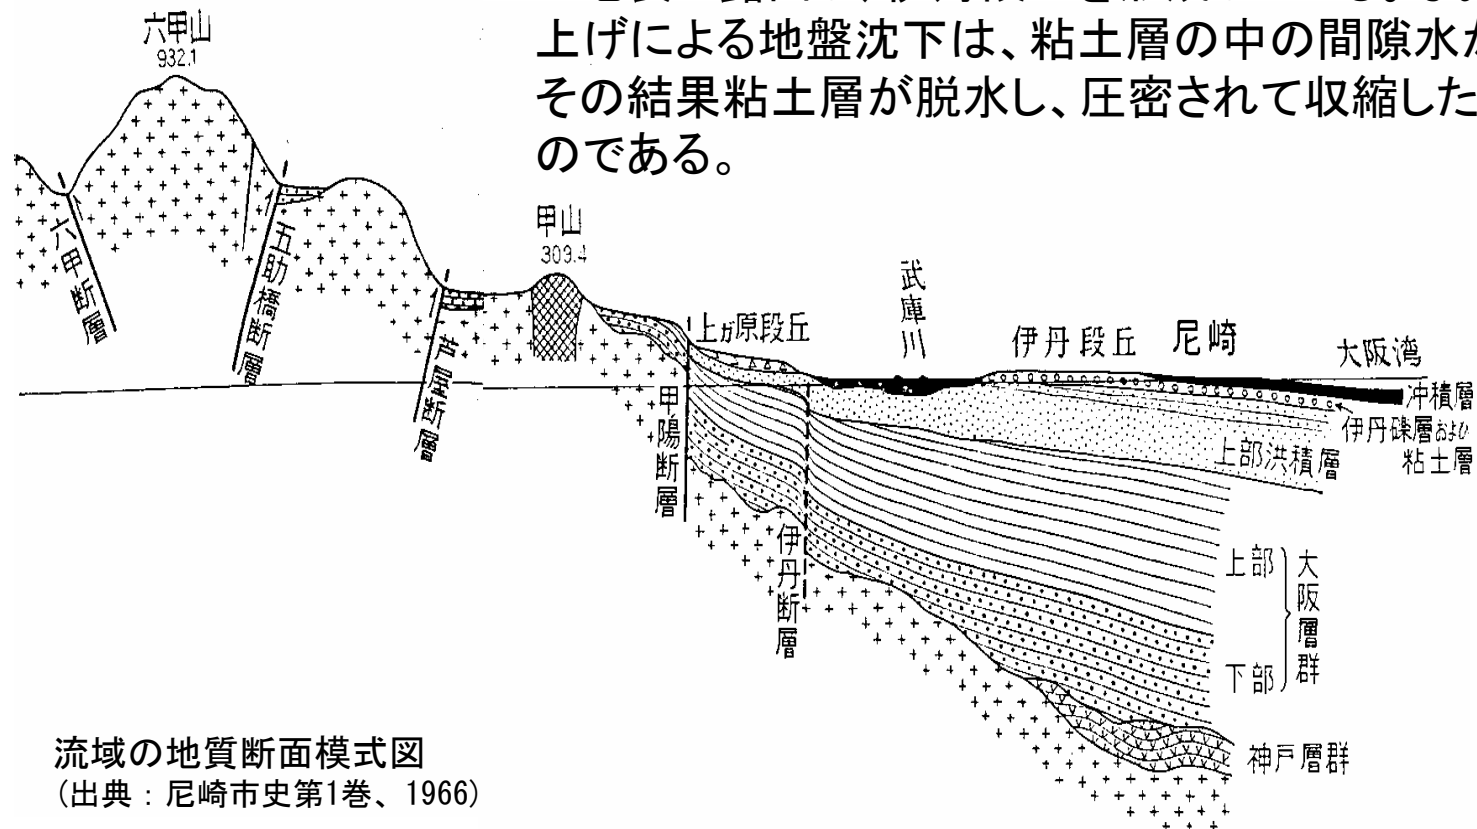 上げによる地盤沈下は、粘土層の中の間隙水が
その結果粘土層が脱水し、圧密されて収縮した
のである。
六甲山
932.1
甲山
309.4
六甲断層
五助橋断層
芦屋断層
上ヶ原段丘
武庫川
伊丹段丘
尼崎
大阪湾
沖積層
伊丹礫層および
粘土層
上部洪積層
甲陽断層
伊丹断層
上部
下部
大阪層群
神戸層群
流域の地質断面模式図
(出典：尼崎市史第1巻、1966)